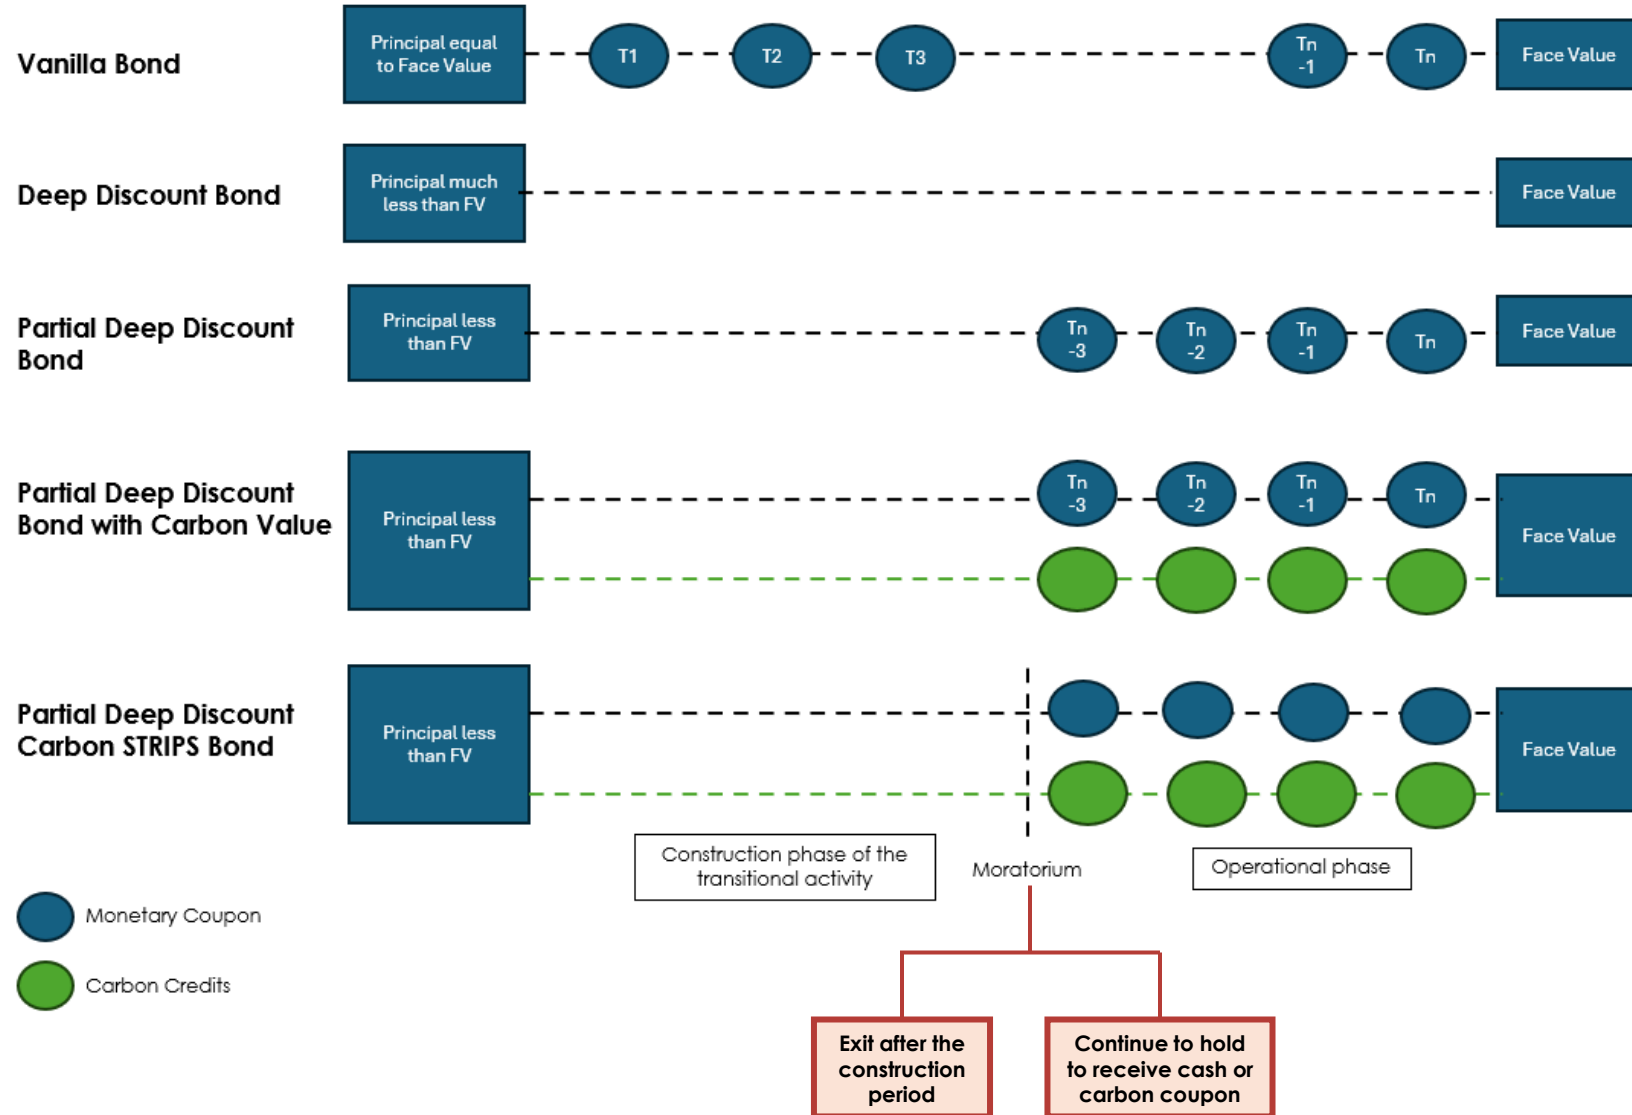 Vanilla Bond
Principal equal
to Face Value
T1
T2
T3
Tn
-1
Tn
Face Value
Deep Discount Bond
Principal much
less than FV
Face Value
Partial Deep Discount
Bond
Principal less
than FV
Tn
-3
Tn
-2
Tn
-1
Tn
Face Value
Partial Deep Discount
Bond with Carbon Value
Principal less
than FV
Tn
-3
Tn
-2
Tn
-1
Tn
Face Value
Partial Deep Discount
Carbon STRIPS Bond
Principal less
than FV
Face Value
Construction phase of the
transitional activity
Moratorium
Operational phase
Monetary Coupon
Carbon Credits
Exit after the
construction
period
Continue to hold
to receive cash or
carbon coupon